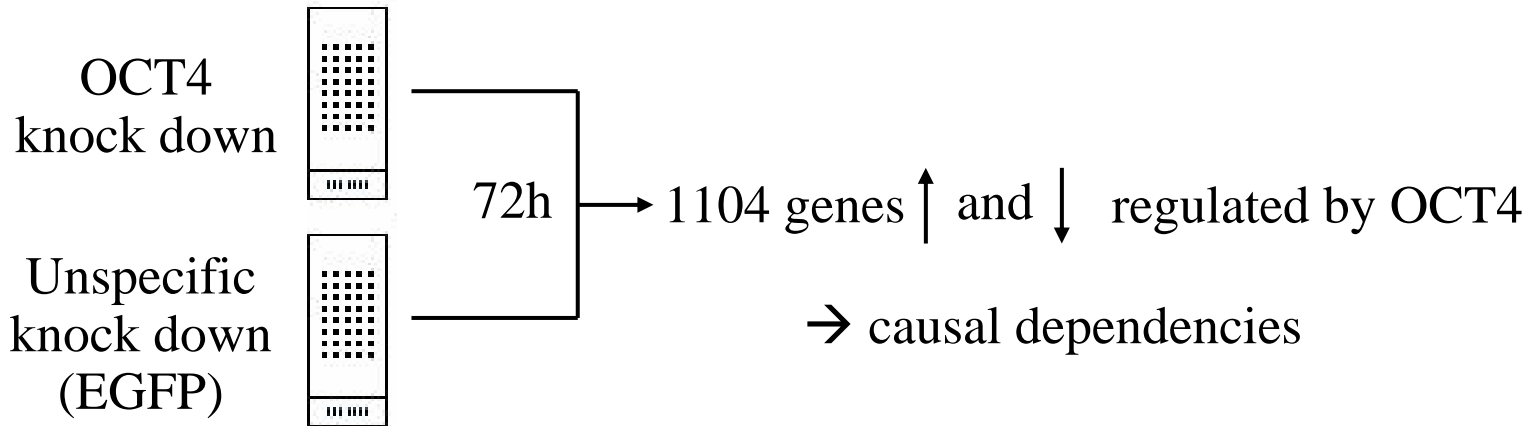 OCT4
knock down
72h
1104 genes ↑ and ↓ regulated by OCT4
Unspecific
knock down
(EGFP)
→ causal dependencies